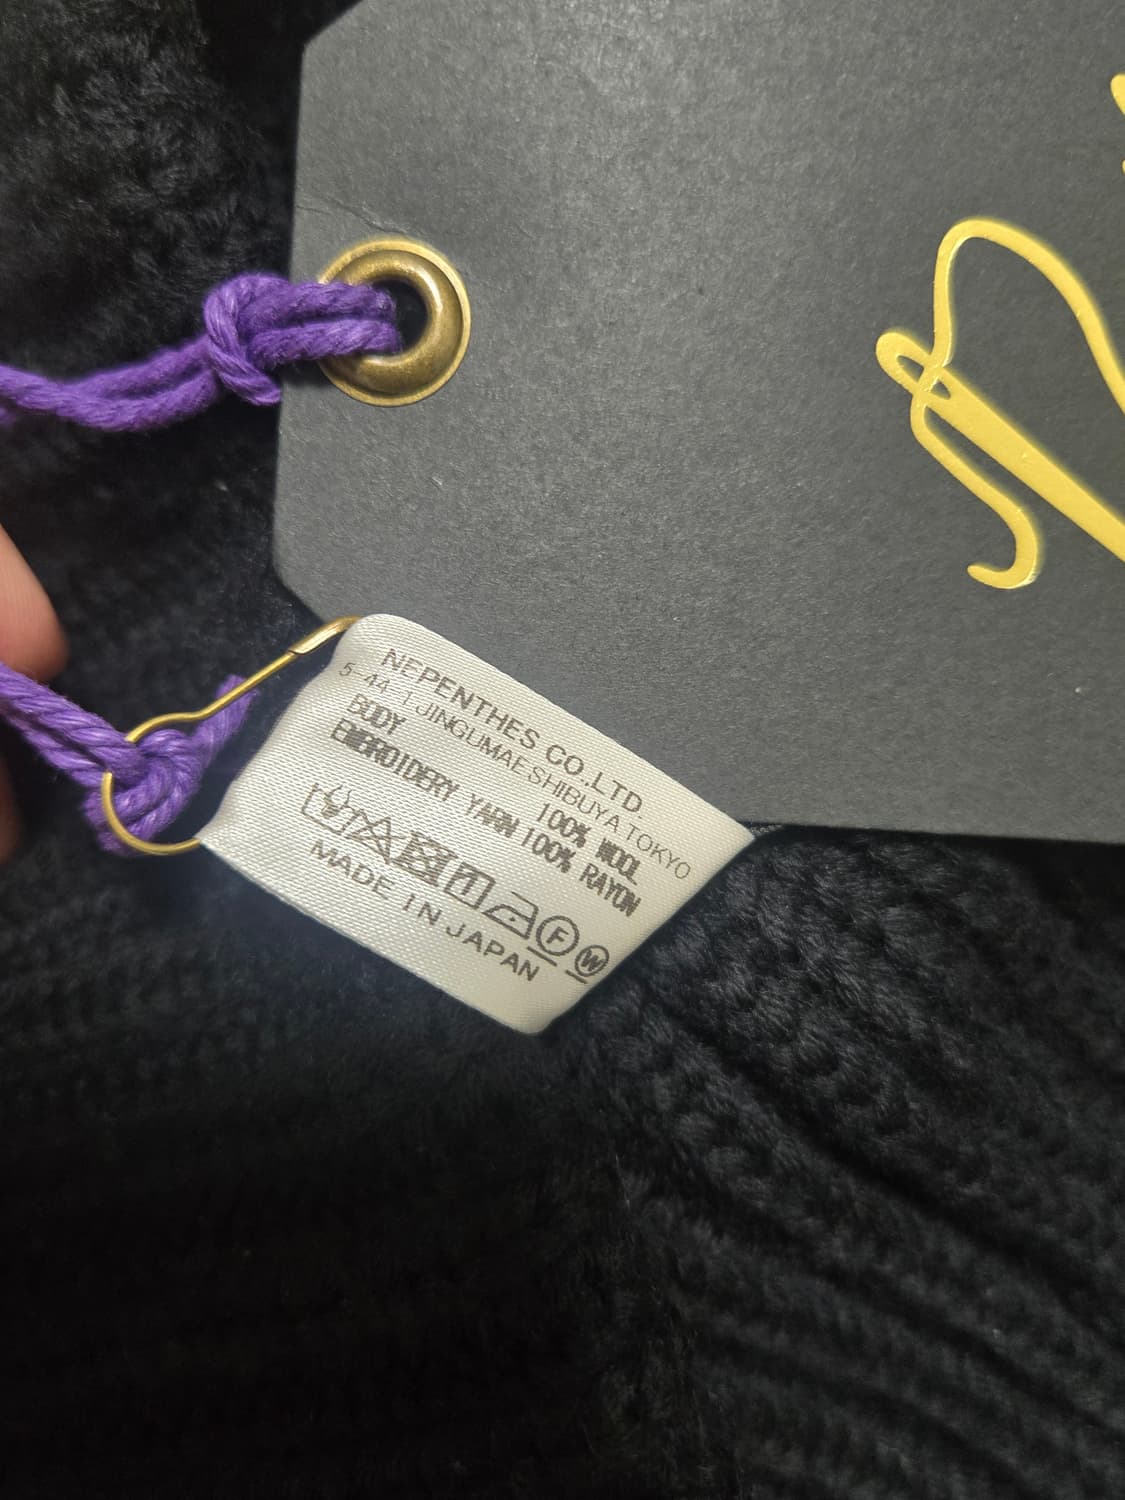 NEPENTHES CO.LTD.
5-44-1 JINGUMAE SHIBUYA TOKYO
BODY 100% WOOL
EMBROIDERY YARN 100% RAYON
F W
MADE IN JAPAN